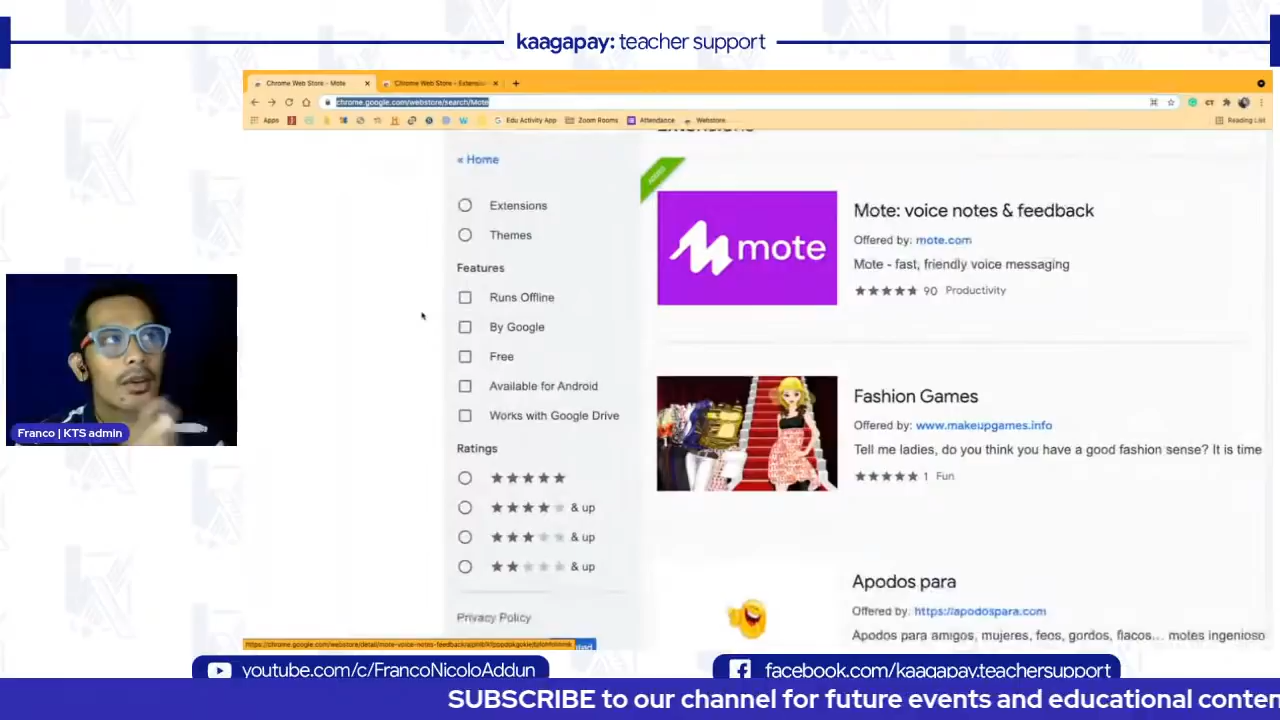 kaagapay: teacher support
Chrome Web Store - Mote
Chrome Web Store - Extensio
chrome.google.com/webstore/search/Mote
Apps
Edu Activity App
Zoom Rooms
Attendance
Webstore
Reading List
Extensions
« Home
Extensions
Themes
Features
Runs Offline
By Google
Free
Available for Android
Works with Google Drive
Ratings
& up
& up
& up
Privacy Policy
ADDED
mote
Mote: voice notes & feedback
Offered by: mote.com
Mote - fast, friendly voice messaging
90 Productivity
Fashion Games
Offered by: www.makeupgames.info
Tell me ladies, do you think you have a good fashion sense? It is time
1 Fun
Apodos para
Offered by: https://apodospara.com
Apodos para amigos, mujeres, feos, gordos, flacos... motes ingenioso
Franco | KTS admin
youtube.com/c/FrancoNicoloAddun
facebook.com/kaagapay.teachersupport
SUBSCRIBE to our channel for future events and educational conten